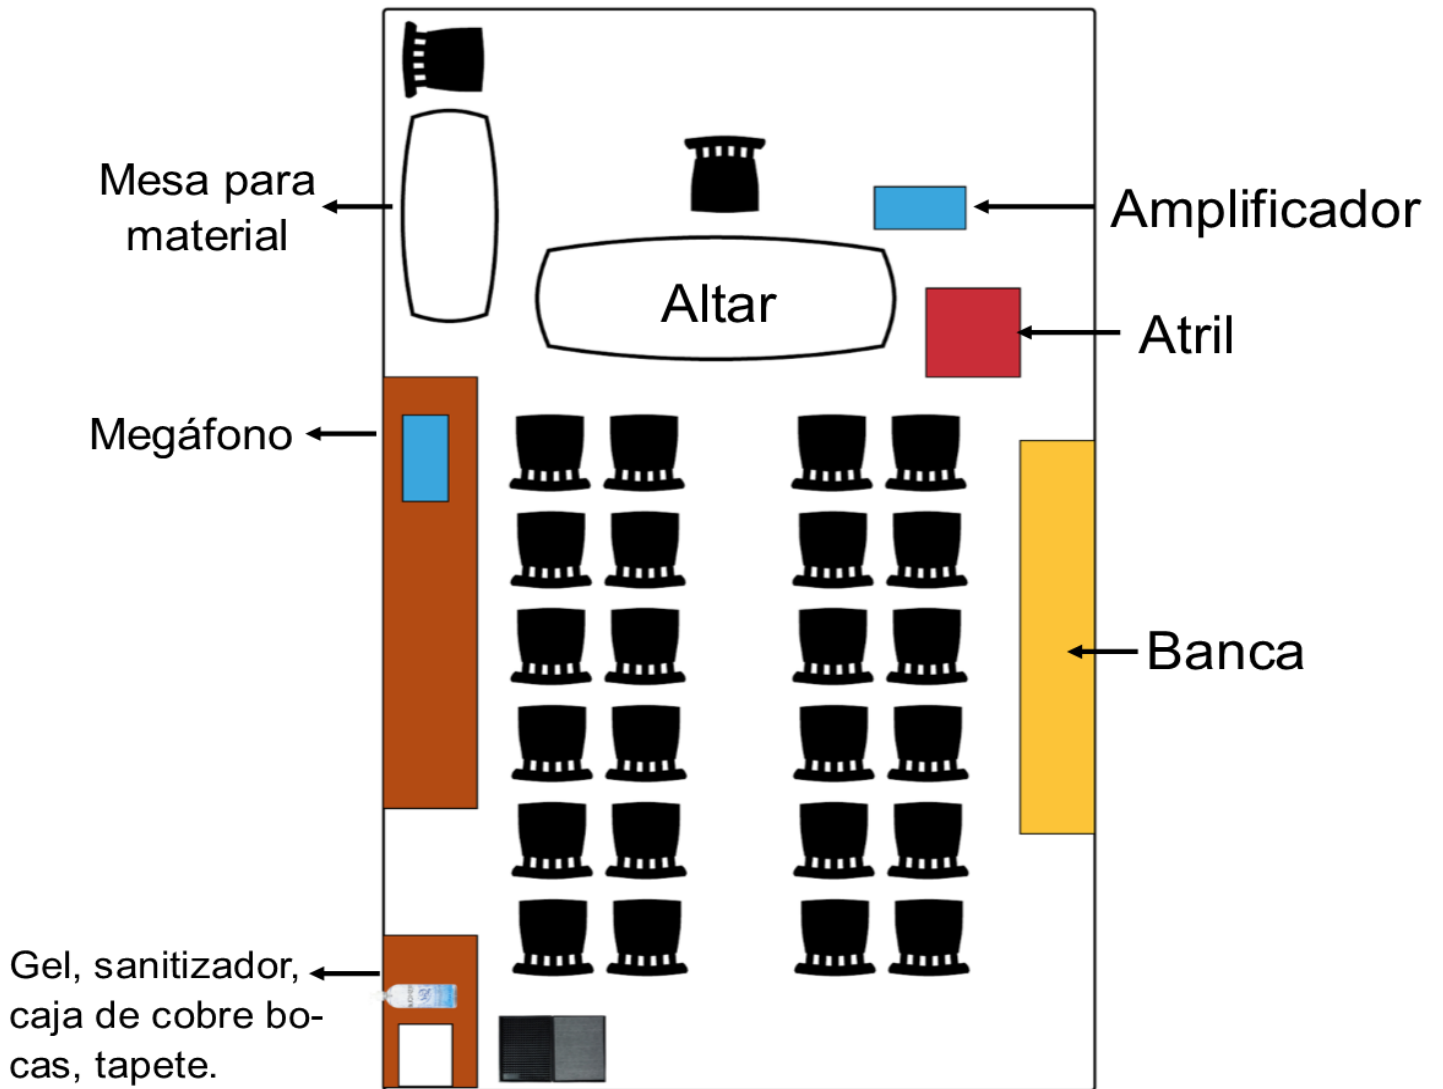 Mesa para
material
Amplificador
Altar
Atril
Megáfono
Banca
Gel, sanitizador,
caja de cobre bo-
cas, tapete.